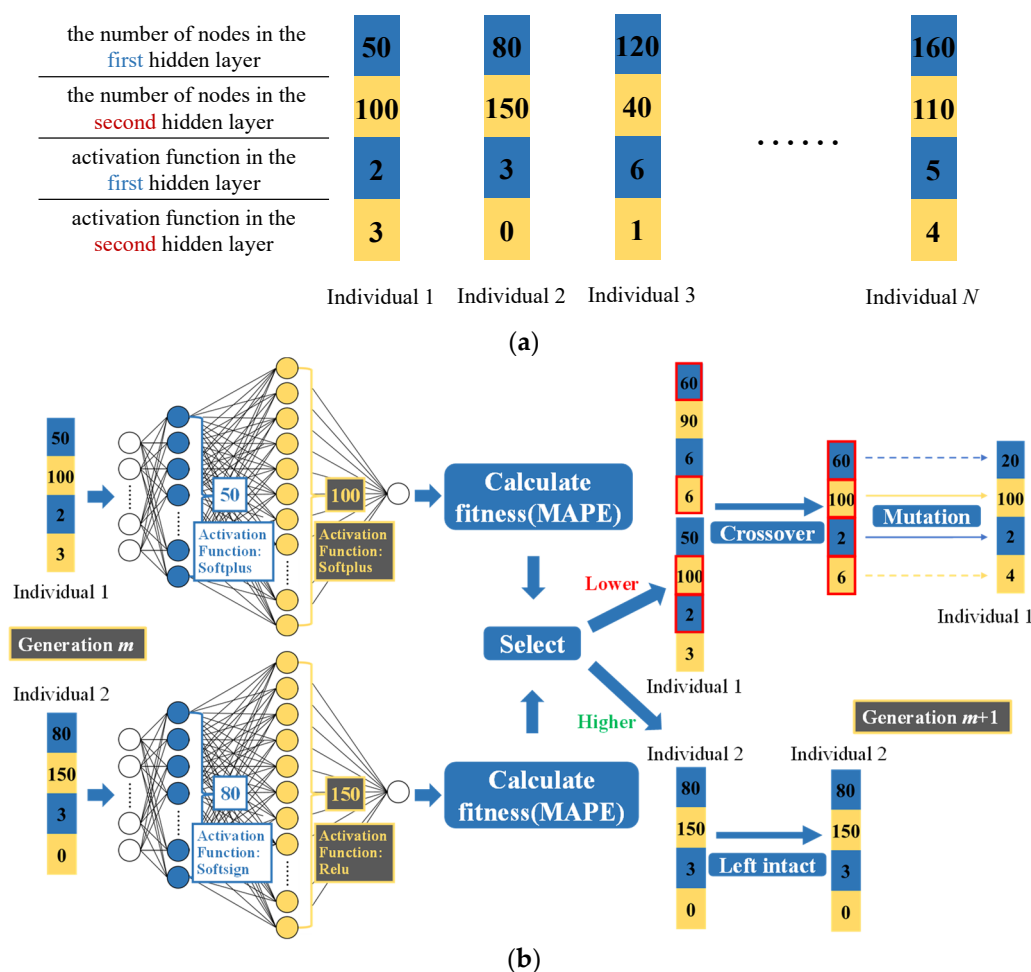 the number of nodes in the
first hidden layer
50
80
120
160
the number of nodes in the
second hidden layer
100
150
40
110
activation function in the
first hidden layer
2
3
6
5
activation function in the
second hidden layer
3
0
1
4
......
Individual 1
Individual 2
Individual 3
Individual N
(a)
50
100
2
3
Individual 1
50
Activation
Function:
Softplus
100
Activation
Function:
Softplus
Calculate
fitness(MAPE)
Select
Lower
Higher
60
90
6
6
50
100
2
3
Individual 1
Crossover
60
100
2
6
Mutation
20
100
2
4
Individual 1
Generation m
Individual 2
80
150
3
0
80
Activation
Function:
Softsign
150
Activation
Function:
Relu
Calculate
fitness(MAPE)
Generation m+1
Individual 2
80
150
3
0
Left intact
Individual 2
80
150
3
0
(b)